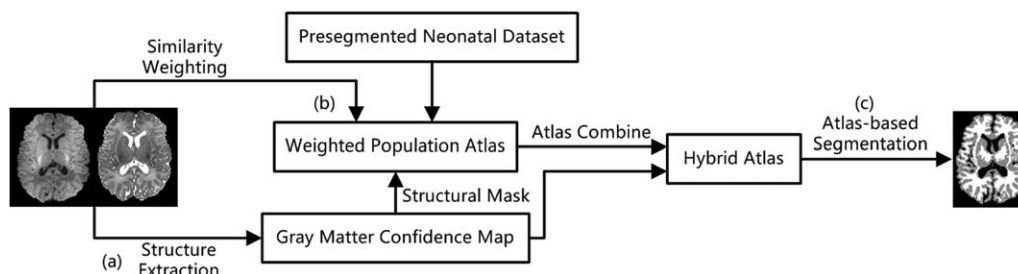 Presegmented Neonatal Dataset
Similarity
Weighting
(b)
(c)
Weighted Population Atlas
Atlas Combine
Hybrid Atlas
Atlas-based
Segmentation
Structural Mask
Gray Matter Confidence Map
(a)
Structure
Extraction